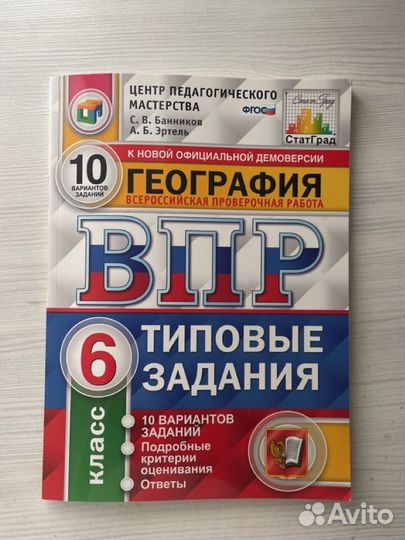 ЦЕНТР ПЕДАГОГИЧЕСКОГО
МАСТЕРСТВА
С. В. Банников
А. Б. Эртель
ФГОС
СтатГрад
СтатГрад
К НОВОЙ ОФИЦИАЛЬНОЙ ДЕМОВЕРСИИ
10
ВАРИАНТОВ
ЗАДАНИЙ
ГЕОГРАФИЯ
ВСЕРОССИЙСКАЯ ПРОВЕРОЧНАЯ РАБОТА
ВПР
6
класс
ТИПОВЫЕ
ЗАДАНИЯ
• 10 ВАРИАНТОВ
ЗАДАНИЙ
• Подробные
критерии
оценивания
• Ответы
Avito